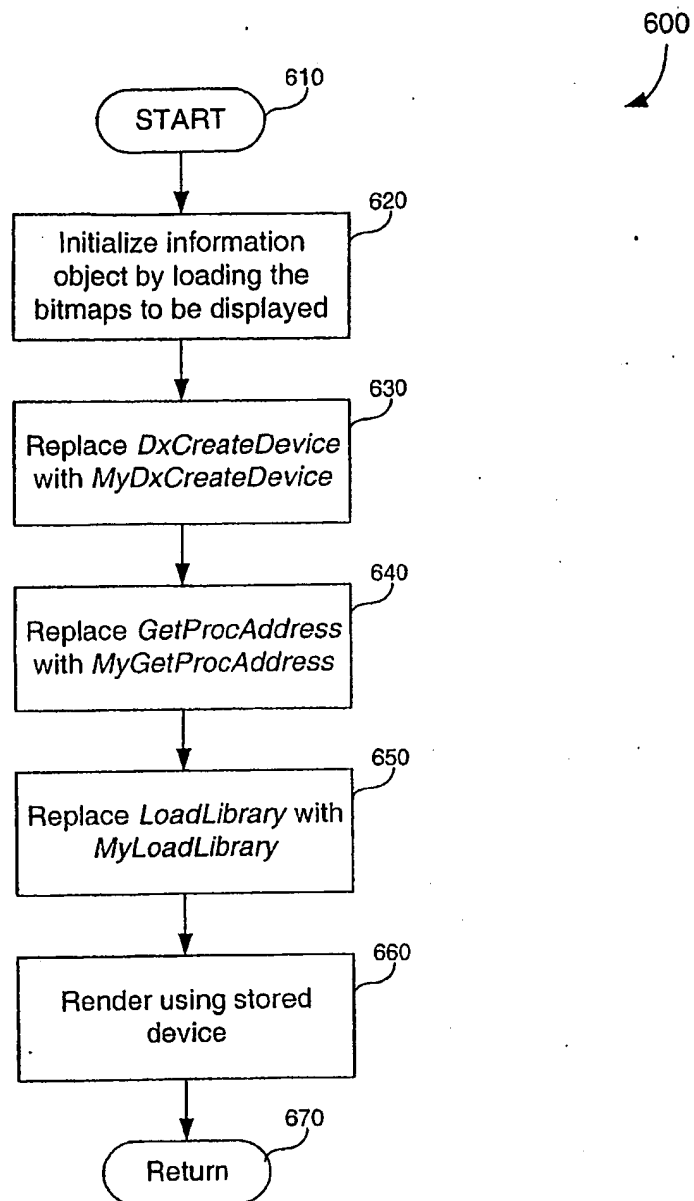 600
610
START
620
Initialize information
object by loading the
bitmaps to be displayed
630
Replace DxCreateDevice
with MyDxCreateDevice
640
Replace GetProcAddress
with MyGetProcAddress
650
Replace LoadLibrary with
MyLoadLibrary
660
Render using stored
device
670
Return